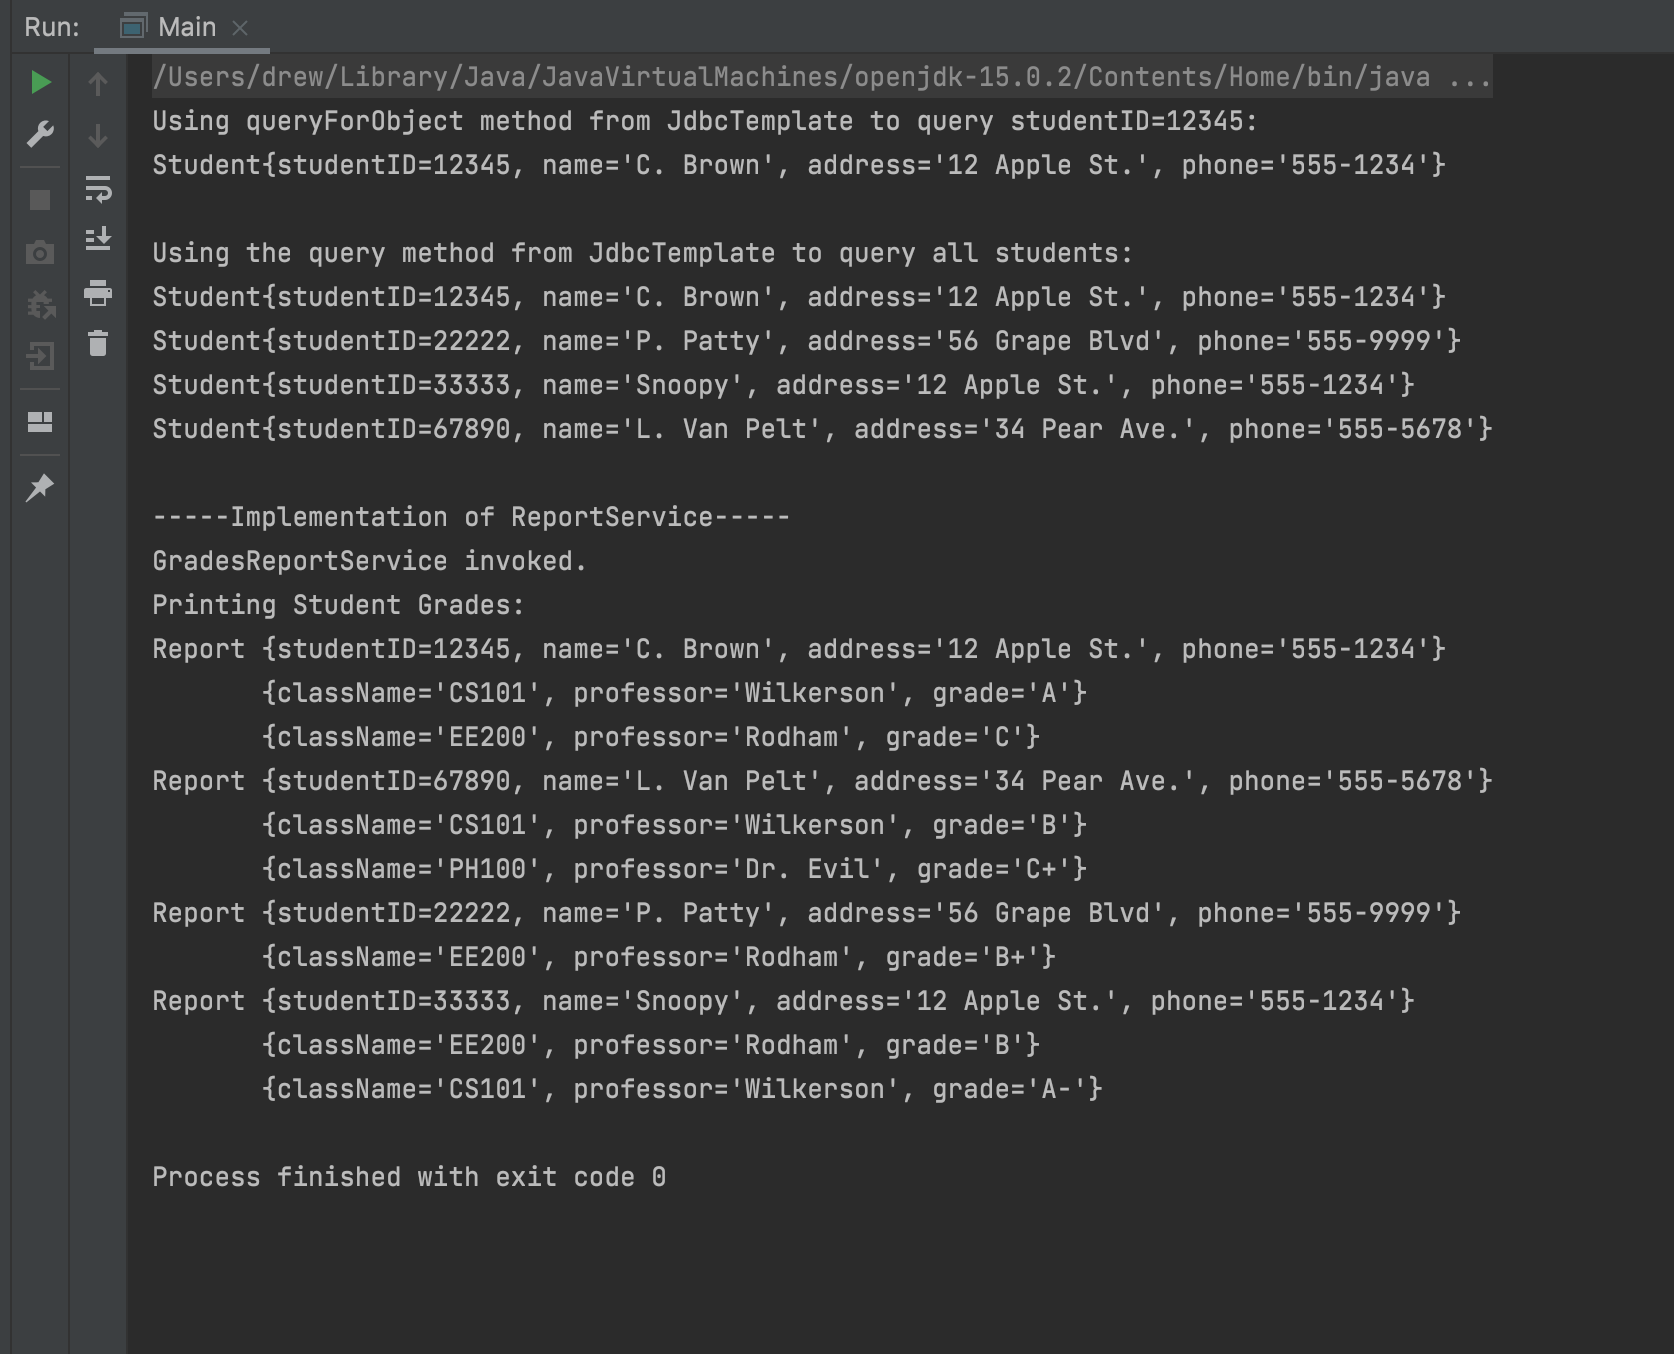 Run: Main
/Users/drew/Library/Java/JavaVirtualMachines/openjdk-15.0.2/Contents/Home/bin/java ...
Using queryForObject method from JdbcTemplate to query studentID=12345:
Student{studentID=12345, name='C. Brown', address='12 Apple St.', phone='555-1234'}
Using the query method from JdbcTemplate to query all students:
Student{studentID=12345, name='C. Brown', address='12 Apple St.', phone='555-1234'}
Student{studentID=22222, name='P. Patty', address='56 Grape Blvd', phone='555-9999'}
Student{studentID=33333, name='Snoopy', address='12 Apple St.', phone='555-1234'}
Student{studentID=67890, name='L. Van Pelt', address='34 Pear Ave.', phone='555-5678'}
-----Implementation of ReportService-----
GradesReportService invoked.
Printing Student Grades:
Report {studentID=12345, name='C. Brown', address='12 Apple St.', phone='555-1234'}
       {className='CS101', professor='Wilkerson', grade='A'}
       {className='EE200', professor='Rodham', grade='C'}
Report {studentID=67890, name='L. Van Pelt', address='34 Pear Ave.', phone='555-5678'}
       {className='CS101', professor='Wilkerson', grade='B'}
       {className='PH100', professor='Dr. Evil', grade='C+'}
Report {studentID=22222, name='P. Patty', address='56 Grape Blvd', phone='555-9999'}
       {className='EE200', professor='Rodham', grade='B+'}
Report {studentID=33333, name='Snoopy', address='12 Apple St.', phone='555-1234'}
       {className='EE200', professor='Rodham', grade='B'}
       {className='CS101', professor='Wilkerson', grade='A-'}
Process finished with exit code 0